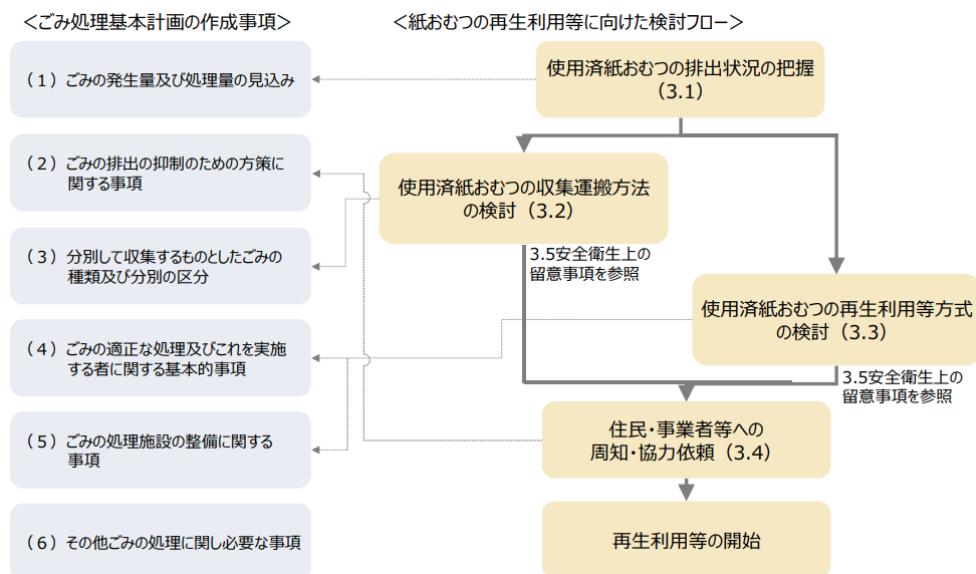 ＜ごみ処理基本計画の作成事項＞
（１）ごみの発生量及び処理量の見込み
（２）ごみの排出の抑制のための方策に
関する事項
（３）分別して収集するものとしたごみの
種類及び分別の区分
（４）ごみの適正な処理及びこれを実施
する者に関する基本的事項
（５）ごみの処理施設の整備に関する
事項
（６）その他ごみの処理に関し必要な事項
＜紙おむつの再生利用等に向けた検討フロー＞
使用済紙おむつの排出状況の把握
（3.1）
使用済紙おむつの収集運搬方法
の検討（3.2）
3.5安全衛生上の
留意事項を参照
使用済紙おむつの再生利用等方式
の検討（3.3）
3.5安全衛生上の
留意事項を参照
住民・事業者等への
周知・協力依頼（3.4）
再生利用等の開始